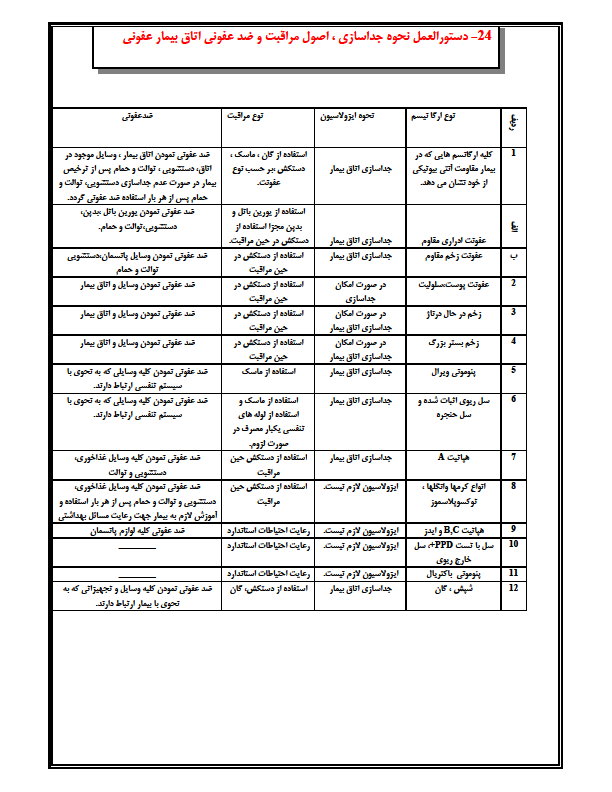 24- دستورالعمل نحوه جداسازی ، اصول مراقبت و ضد عفونی اتاق بیمار عفونی
ردیف نوع ارگا نیسم نحوه ایزولاسیون نوع مراقبت ضدعفونی
1 کلیه ارگانسم هایی که در بیمار مقاومت آنتی بیوتیکی از خود نشان می دهد. جداسازی اتاق بیمار استفاده از گان ، ماسک ، دستکش ،بر حسب نوع عفونت. ضد عفونی نمودن اتاق بیمار ، وسایل موجود در اتاق، دستشویی ، توالت و حمام پس از ترخیص بیمار در صورت عدم جداسازی دستشویی، توالت و حمام پس از هر بار استفاده ضد عفونی گردد.
الف عفونت ادراری مقاوم جداسازی اتاق بیمار استفاده از یورین باتل و بدپن مجزا استفاده از دستکش در حین مراقبت. ضد عفونی نمودن یورین باتل ،بدپن، دستشویی،توالت و حمام.
ب عفونت زخم مقاوم جداسازی اتاق بیمار استفاده از دستکش در حین مراقبت ضد عفونی نمودن وسایل پانسمان،دستشویی توالت و حمام
2 عفونت پوست،سلولیت در صورت امکان جداسازی استفاده از دستکش در حین مراقبت ضد عفونی نمودن وسایل و اتاق بیمار
3 زخم در حال درناژ در صورت امکان جداسازی اتاق بیمار استفاده از دستکش در حین مراقبت ضد عفونی نمودن وسایل و اتاق بیمار
4 زخم بستر بزرگ در صورت امکان جداسازی اتاق بیمار استفاده از دستکش در حین مراقبت ضد عفونی نمودن وسایل و اتاق بیمار
5 پنومونی ویرال جداسازی اتاق بیمار استفاده از ماسک ضد عفونی نمودن کلیه وسایلی که به نحوی با سیستم تنفسی ارتباط دارند.
6 سل ریوی اثبات شده و سل حنجره جداسازی اتاق بیمار استفاده از ماسک و استفاده از لوله های تنفسی یکبار مصرف در صورت لزوم. ضد عفونی نمودن کلیه وسایلی که به نحوی با سیستم تنفسی ارتباط دارند.
7 هپاتیت A جداسازی اتاق بیمار استفاده از دستکش حین مراقبت ضد عفونی نمودن کلیه وسایل غذاخوری، دستشویی و توالت
8 انواع کرمها وانگلها ، توکسوپلاسموز ایزولاسیون لازم نیست. استفاده از دستکش حین مراقبت ضد عفونی نمودن کلیه وسایل غذاخوری، دستشویی و توالت و حمام پس از هر بار استفاده و آموزش لازم به بیمار جهت رعایت مسائل بهداشتی
9 هپاتیت B,C و ایدز ایزولاسیون لازم نیست. رعایت احتیاطات استاندارد ضد عفونی کلیه لوازم پانسمان
10 سل با تست PPD+، سل خارج ریوی ایزولاسیون لازم نیست. رعایت احتیاطات استاندارد ـــــــــــ
11 پنومونی باکتریال ایزولاسیون لازم نیست. رعایت احتیاطات استاندارد ـــــــــــ
12 شپش ، گان جداسازی اتاق بیمار استفاده از دستکش، گان ضد عفونی نمودن کلیه وسایل و تجهیزاتی که به نحوی با بیمار ارتباط دارند.